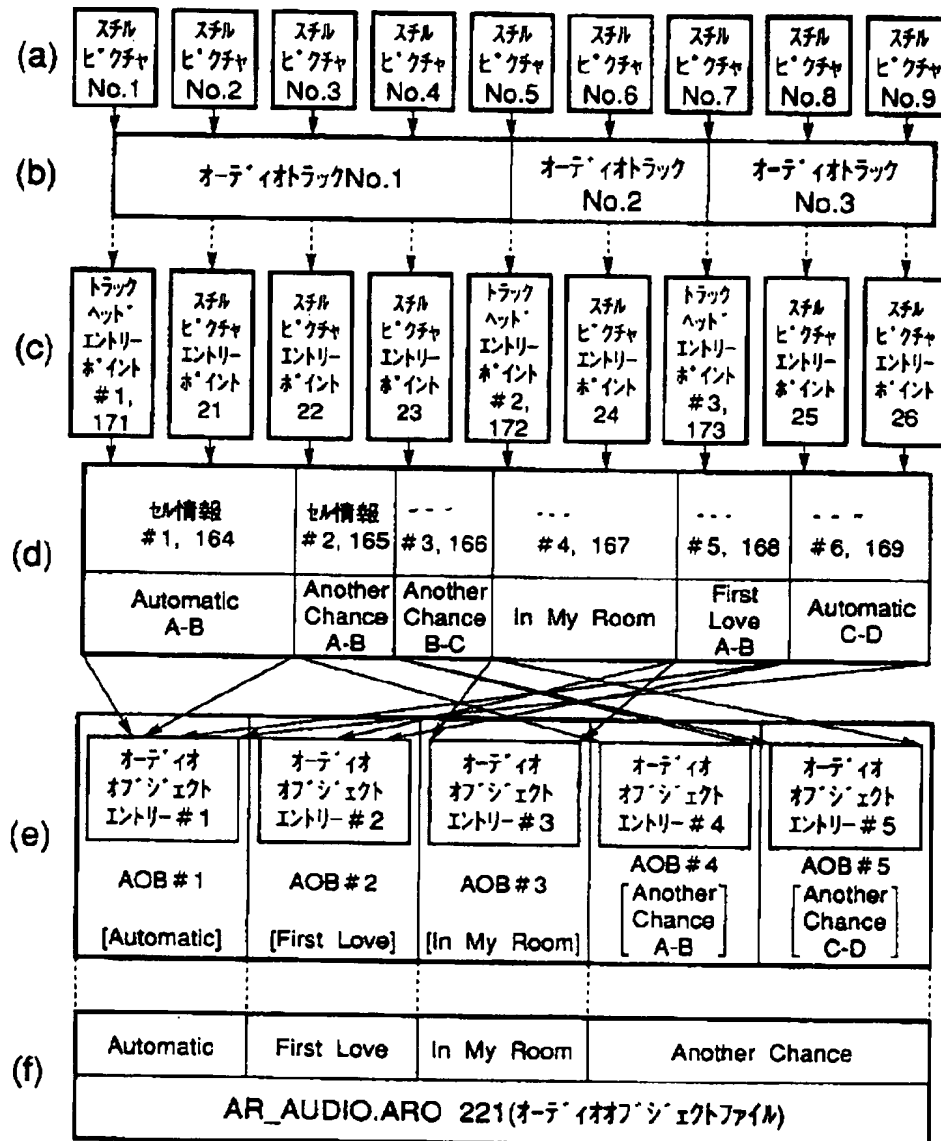 (a)
スチル
ピクチャ
No.1
スチル
ピクチャ
No.2
スチル
ピクチャ
No.3
スチル
ピクチャ
No.4
スチル
ピクチャ
No.5
スチル
ピクチャ
No.6
スチル
ピクチャ
No.7
スチル
ピクチャ
No.8
スチル
ピクチャ
No.9
(b)
オーディオトラックNo.1
オーディオトラック
No.2
オーディオトラック
No.3
(c)
トラック
ヘッド
エントリー
ポイント
#1,
171
スチル
ピクチャ
エントリー
ポイント
21
スチル
ピクチャ
エントリー
ポイント
22
スチル
ピクチャ
エントリー
ポイント
23
トラック
ヘッド
エントリー
ポイント
#2,
172
スチル
ピクチャ
エントリー
ポイント
24
トラック
ヘッド
エントリー
ポイント
#3,
173
スチル
ピクチャ
エントリー
ポイント
25
スチル
ピクチャ
エントリー
ポイント
26
(d)
セル情報
#1, 164
セル情報
#2, 165
---
#3, 166
---
#4, 167
---
#5, 168
---
#6, 169
Automatic
A-B
Another
Chance
A-B
Another
Chance
B-C
In My Room
First
Love
A-B
Automatic
C-D
(e)
オーディオ
オブジェクト
エントリー#1
オーディオ
オブジェクト
エントリー#2
オーディオ
オブジェクト
エントリー#3
オーディオ
オブジェクト
エントリー#4
オーディオ
オブジェクト
エントリー#5
AOB#1
[Automatic]
AOB#2
[First Love]
AOB#3
[In My Room]
AOB#4
[Another
Chance
A-B]
AOB#5
[Another
Chance
C-D]
(f)
Automatic
First Love
In My Room
Another Chance
AR_AUDIO.ARO 221(オーディオオブジェクトファイル)